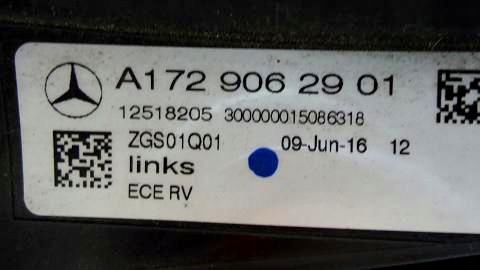 A172 906 29 01
12518205 300000015086318
ZGS01Q01 09-Jun-16 12
links
ECE RV